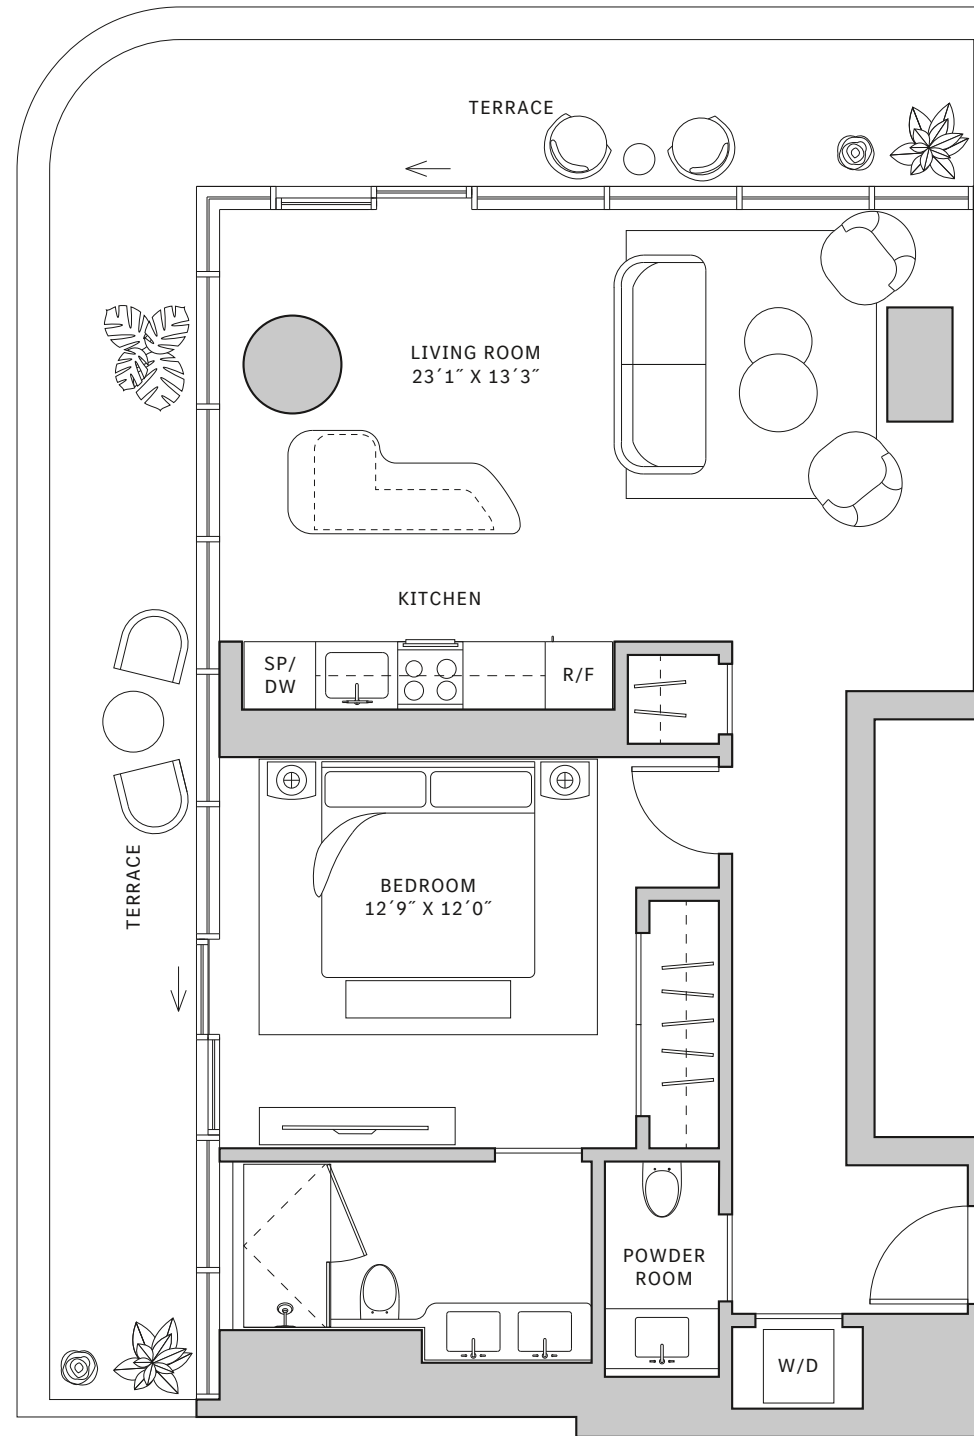 TERRACE
LIVING ROOM
23´1˝ X 13´3˝
KITCHEN
SP/
DW
R/F
BEDROOM
12´9˝ X 12´0˝
TERRACE
POWDER
ROOM
W/D